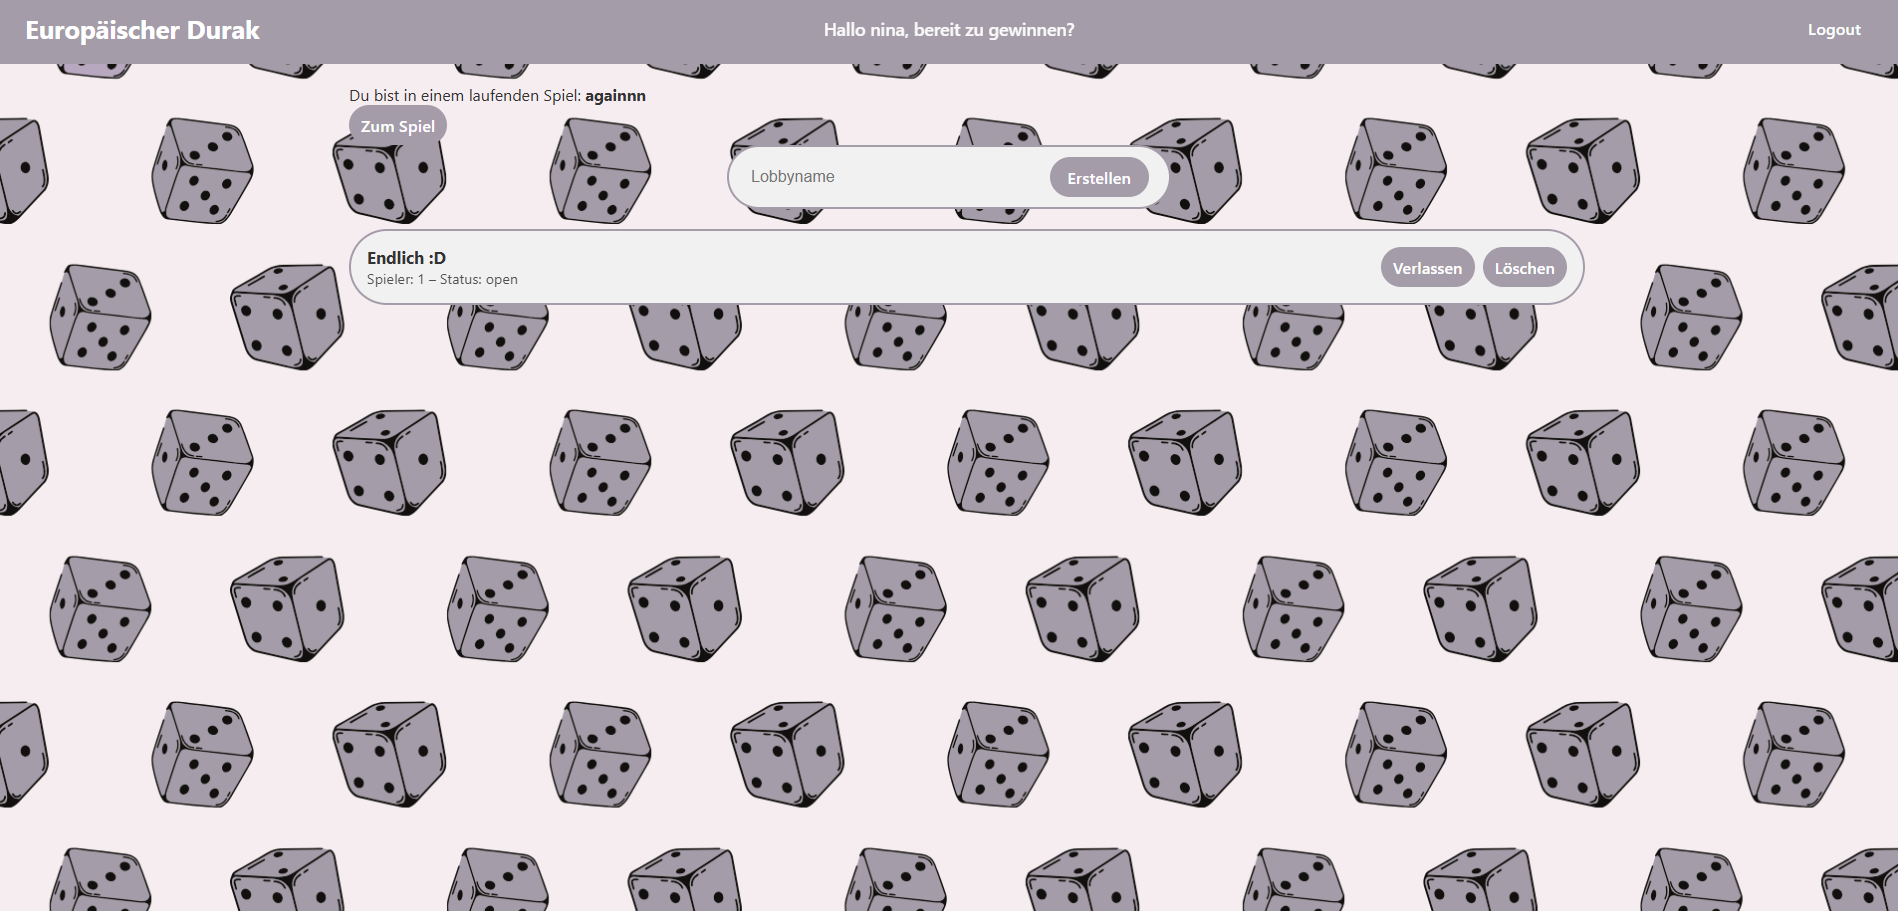 Europäischer Durak
Hallo nina, bereit zu gewinnen?
Logout
Du bist in einem laufenden Spiel: againnn
Zum Spiel
Lobbyname
Erstellen
Endlich :D
Spieler: 1 – Status: open
Verlassen
Löschen